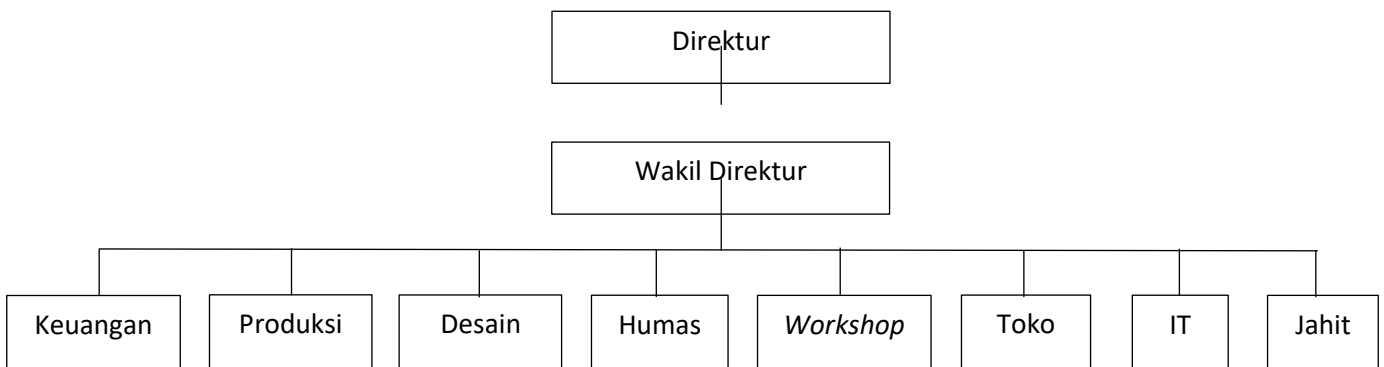 Direktur
Wakil Direktur
Keuangan
Produksi
Desain
Humas
Workshop
Toko
IT
Jahit